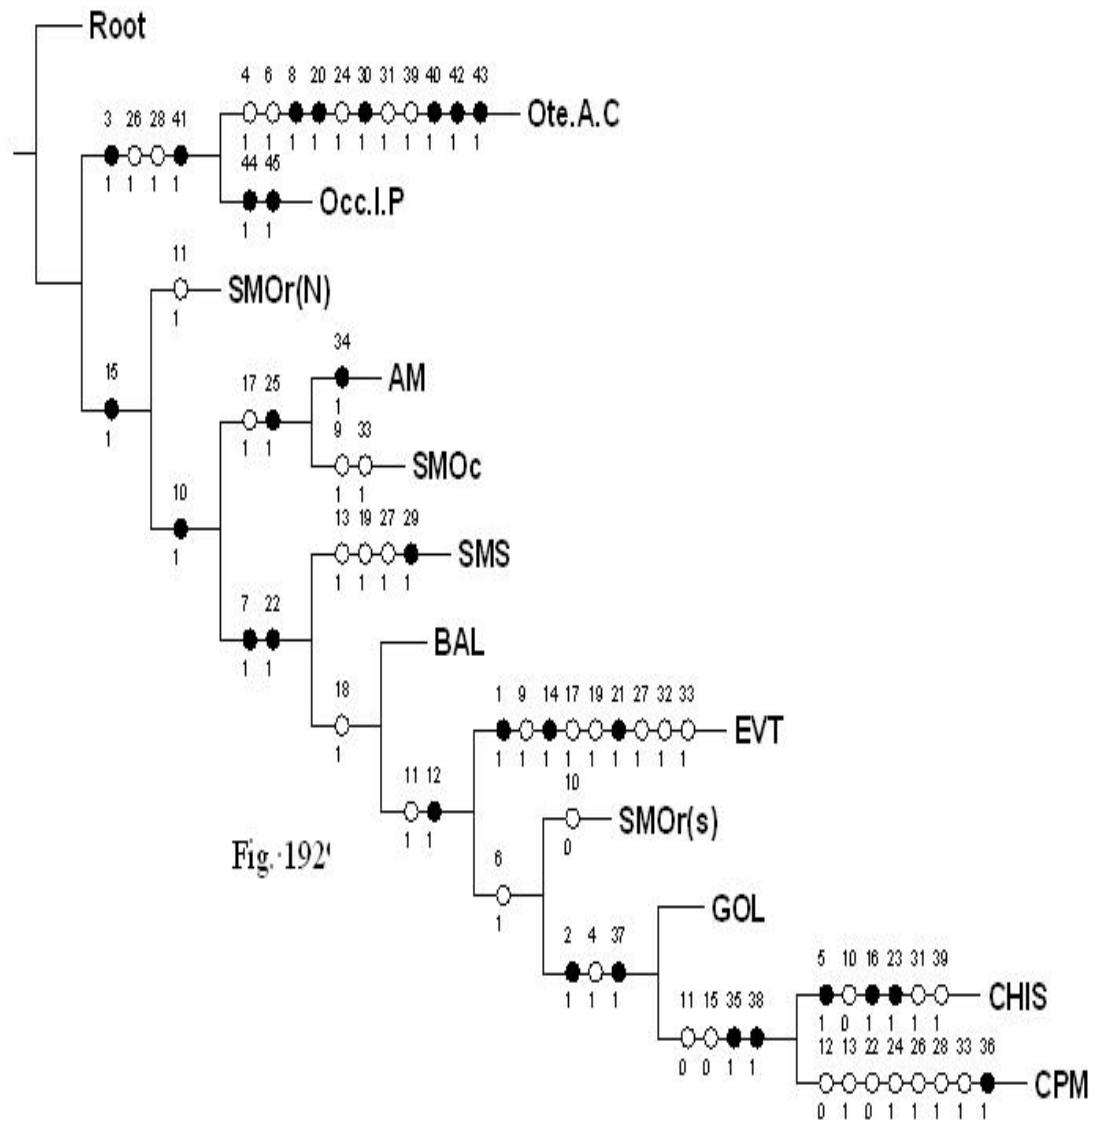 Root
4 6 8 20 24 30 31 39 40 42 43
Ote.A.C
3 26 28 41
1 1 1 1 1 1 1 1 1 1 1
1 1 1 1
44 45
Occ.I.P
1 1
11
SMOr(N)
1
34
15
17 25
AM
1
1
1 1
9 33
SMOc
10
1 1
13 19 27 29
1
SMS
1 1 1 1
7 22
BAL
1 1
18
1 9 14 17 19 21 27 32 33
EVT
1
1 1 1 1 1 1 1 1 1
11 12
10
SMOr(s)
1 1
0
Fig. 192
6
GOL
1
2 4 37
5 10 16 23 31 39
CHIS
1 1 1
11 15 35 38
1 0 1 1 1 1
12 13 22 24 26 28 33 36
0 0 1 1
CPM
0 1 0 1 1 1 1 1